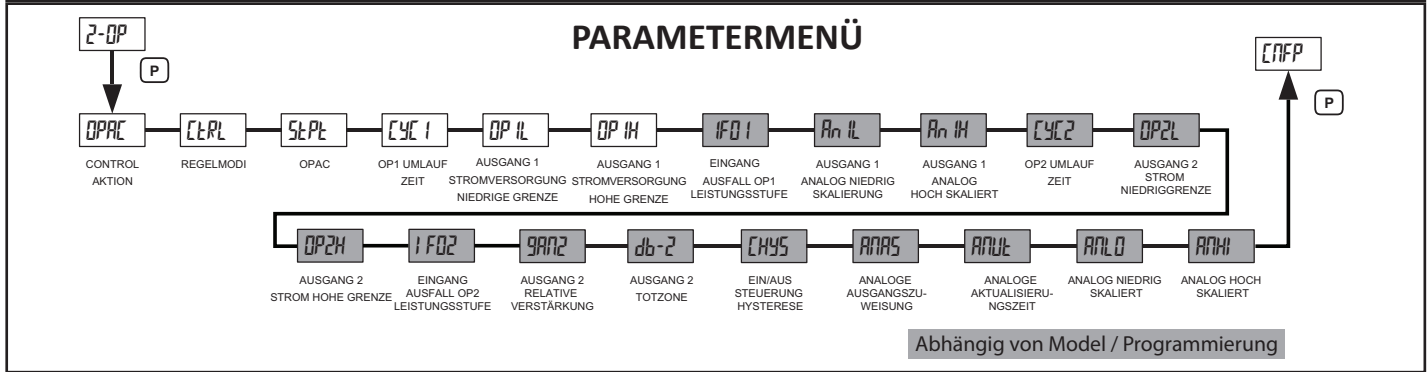 PARAMETERMENÜ
2-OP
P
CNFP
P
OPAC
CtRL
StPt
CYC1
OP1L
OP1H
IFO1
An1L
An1H
CYC2
OP2L
CONTROL
AKTION
REGELMODI
OPAC
OP1 UMLAUF
ZEIT
AUSGANG 1
STROMVERSORGUNG
NIEDRIGE GRENZE
AUSGANG 1
STROMVERSORGUNG
HOHE GRENZE
EINGANG
AUSFALL OP1
LEISTUNGSSTUFE
AUSGANG 1
ANALOG NIEDRIG
SKALIERUNG
AUSGANG 1
ANALOG
HOCH SKALIERT
OP2 UMLAUF
ZEIT
AUSGANG 2
STROM
NIEDRIGGRENZE
OP2H
IFO2
GAN2
db-2
CHYS
ANAS
ANUt
ANLO
ANHI
AUSGANG 2
STROM HOHE GRENZE
EINGANG
AUSFALL OP2
LEISTUNGSSTUFE
AUSGANG 2
RELATIVE
VERSTÄRKUNG
AUSGANG 2
TOTZONE
EIN/AUS
STEUERUNG
HYSTERESE
ANALOGE
AUSGANGSZU-
WEISUNG
ANALOGE
AKTUALISIERU-
NGSZEIT
ANALOG NIEDRIG
SKALIERT
ANALOG HOCH
SKALIERT
Abhängig von Model / Programmierung